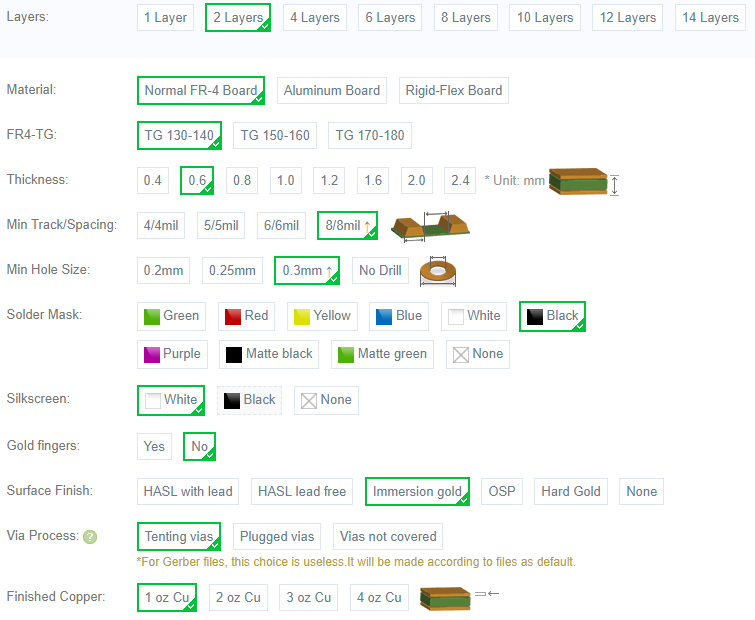 Layers: 1 Layer 2 Layers 4 Layers 6 Layers 8 Layers 10 Layers 12 Layers 14 Layers
Material: Normal FR-4 Board Aluminum Board Rigid-Flex Board
FR4-TG: TG 130-140 TG 150-160 TG 170-180
Thickness: 0.4 0.6 0.8 1.0 1.2 1.6 2.0 2.4 * Unit: mm
Min Track/Spacing: 4/4mil 5/5mil 6/6mil 8/8mil ↑
Min Hole Size: 0.2mm 0.25mm 0.3mm ↑ No Drill
Solder Mask: Green Red Yellow Blue White Black
Purple Matte black Matte green None
Silkscreen: White Black None
Gold fingers: Yes No
Surface Finish: HASL with lead HASL lead free Immersion gold OSP Hard Gold None
Via Process: ? Tenting vias Plugged vias Vias not covered
*For Gerber files, this choice is useless.It will be made according to files as default.
Finished Copper: 1 oz Cu 2 oz Cu 3 oz Cu 4 oz Cu